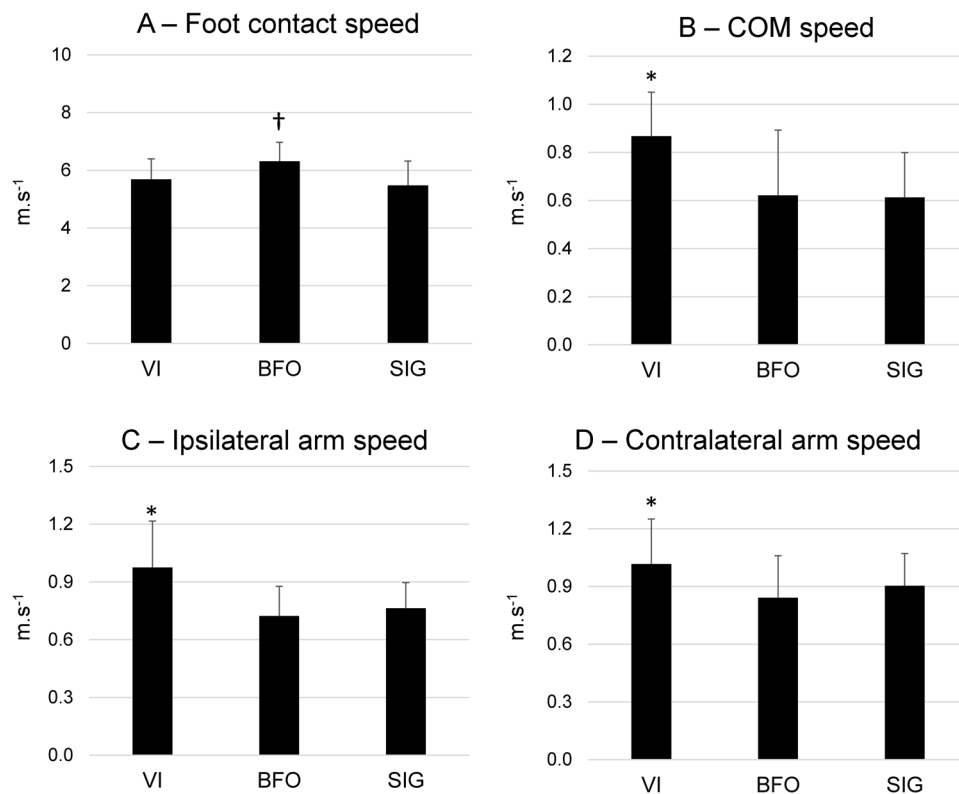 A – Foot contact speed
10
8
6
4
2
0
m.s-1
†
VI BFO SIG
B – COM speed
1.2
1.0
0.8
0.6
0.4
0.2
0.0
m.s-1
*
VI BFO SIG
C – Ipsilateral arm speed
1.5
1.2
0.9
0.6
0.3
0.0
m.s-1
*
VI BFO SIG
D – Contralateral arm speed
1.5
1.2
0.9
0.6
0.3
0.0
m.s-1
*
VI BFO SIG